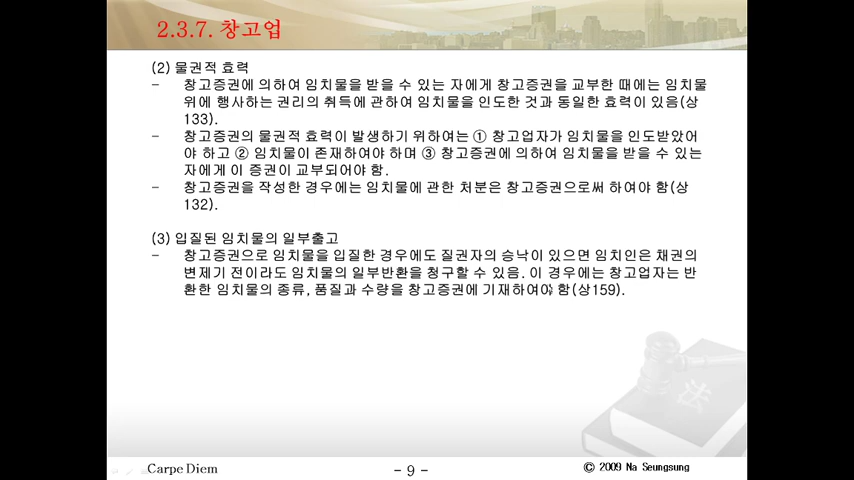 2.3.7. 창고업
(2) 물권적 효력
- 창고증권에 의하여 임치물을 받을 수 있는 자에게 창고증권을 교부한 때에는 임치물
위에 행사하는 권리의 취득에 관하여 임치물을 인도한 것과 동일한 효력이 있음(상
133).
- 창고증권의 물권적 효력이 발생하기 위하여는 ① 창고업자가 임치물을 인도받았어
야 하고 ② 임치물이 존재하여야 하며 ③ 창고증권에 의하여 임치물을 받을 수 있는
자에게 이 증권이 교부되어야 함.
- 창고증권을 작성한 경우에는 임치물에 관한 처분은 창고증권으로써 하여야 함(상
132).
(3) 입질된 임치물의 일부출고
- 창고증권으로 임치물을 입질한 경우에도 질권자의 승낙이 있으면 임치인은 채권의
변제기 전이라도 임치물의 일부반환을 청구할 수 있음. 이 경우에는 창고업자는 반
환한 임치물의 종류, 품질과 수량을 창고증권에 기재하여야 함(상159).
法
Carpe Diem
- 9 -
© 2009 Na Seungsung